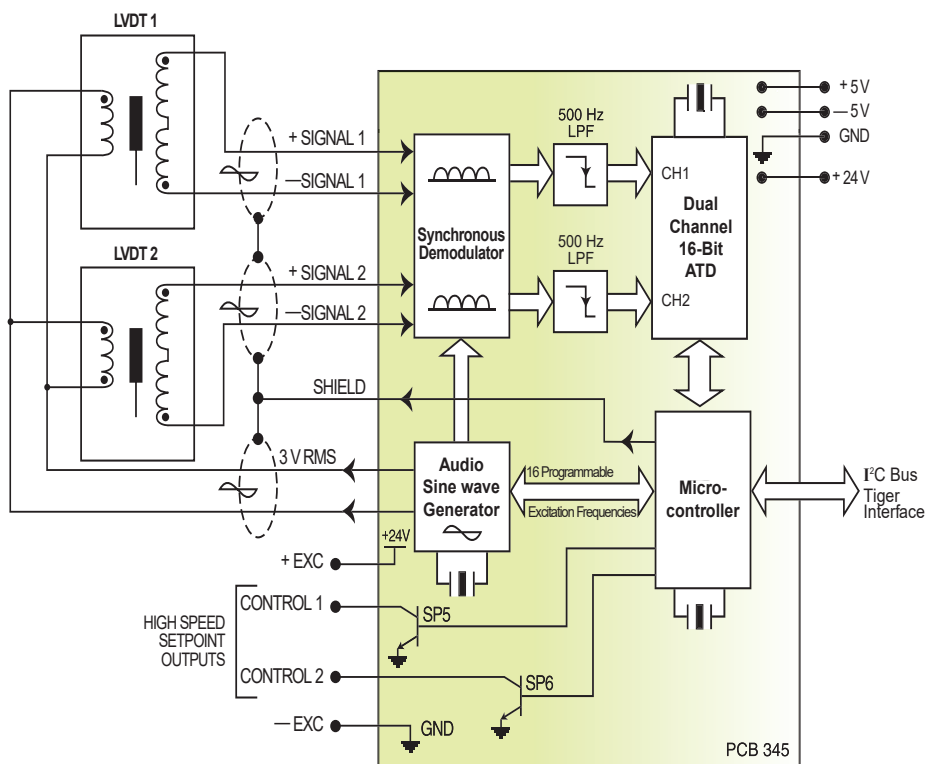 LVDT 1
LVDT 2
+ SIGNAL 1
—SIGNAL 1
+ SIGNAL 2
—SIGNAL 2
SHIELD
3 V RMS
Synchronous
Demodulator
500 Hz
LPF
500 Hz
LPF
CH1
Dual
Channel
16-Bit
ATD
CH2
+ 5 V
— 5 V
GND
+ 24 V
Audio
Sine wave
Generator
16 Programmable
Excitation Frequencies
Micro-
controller
I²C Bus
Tiger
Interface
+24V
+ EXC
HIGH SPEED
SETPOINT
OUTPUTS
CONTROL 1
SP5
CONTROL 2
SP6
— EXC
GND
PCB 345